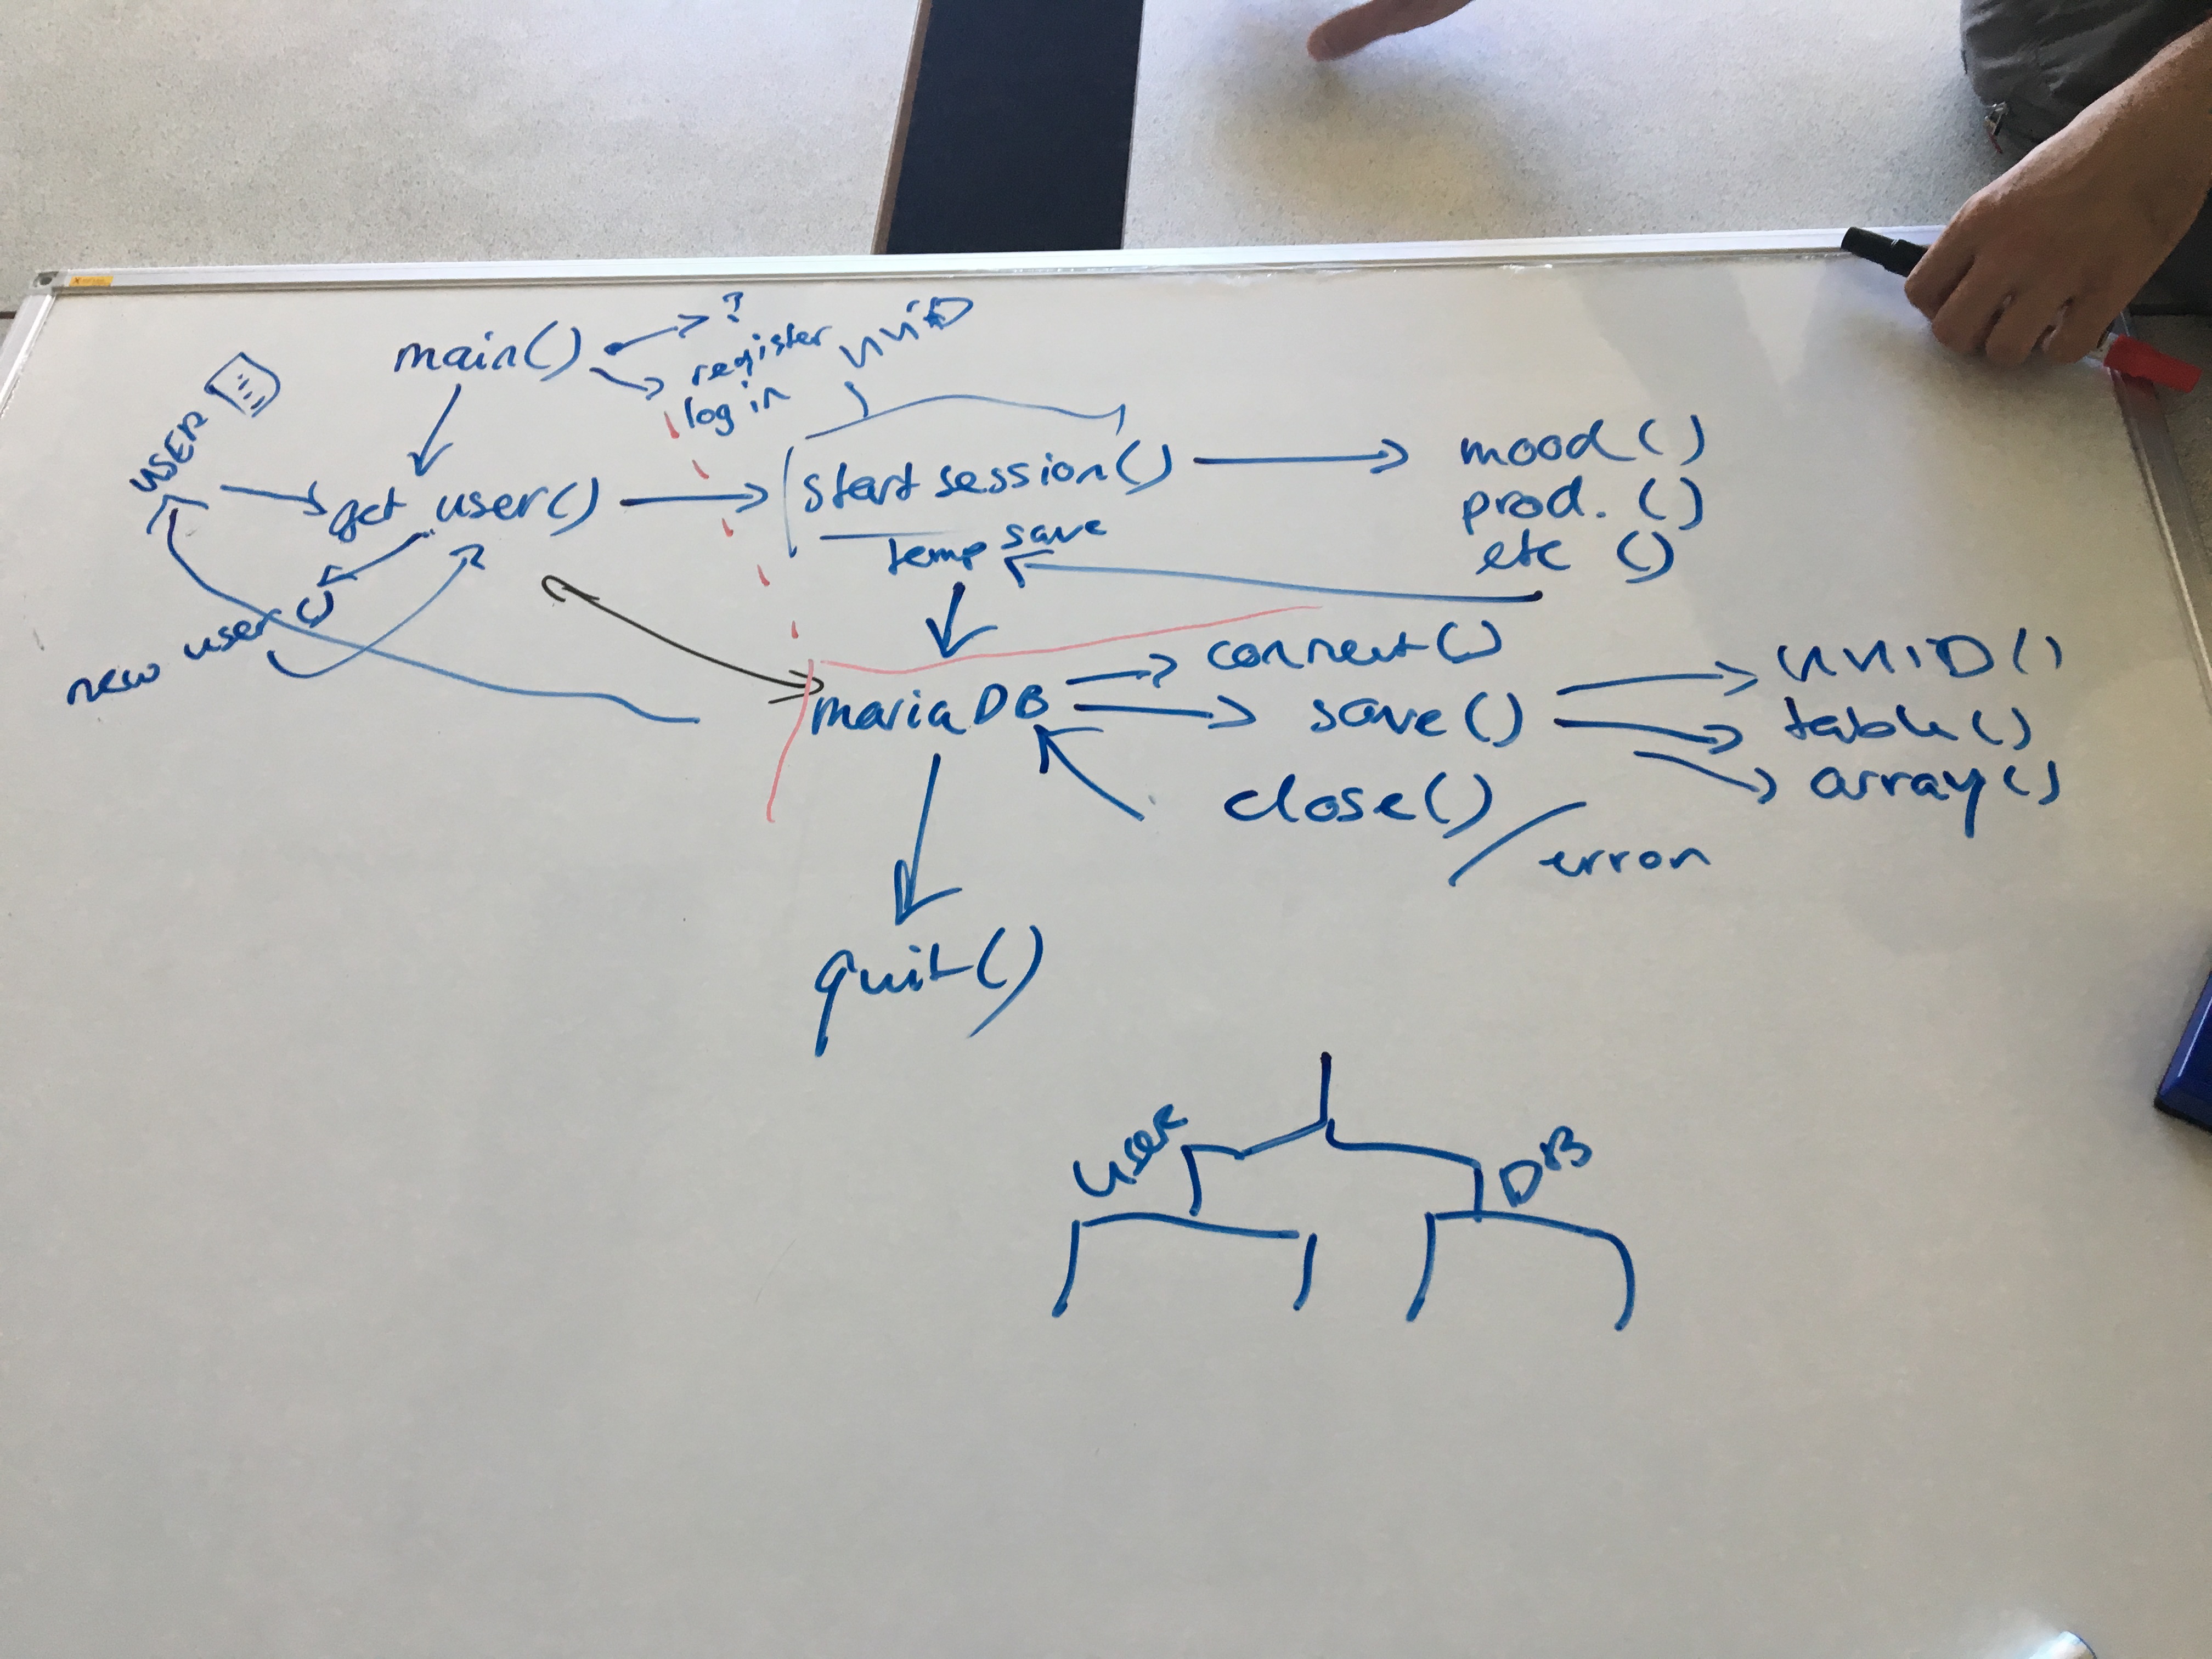 main()
?
register UUID
log in
USER
get user()
start session()
mood()
prod.()
etc ()
temp save
new user()
mariaDB
connect()
save()
close()
UUID()
table()
array()
error
quit()
User
DB